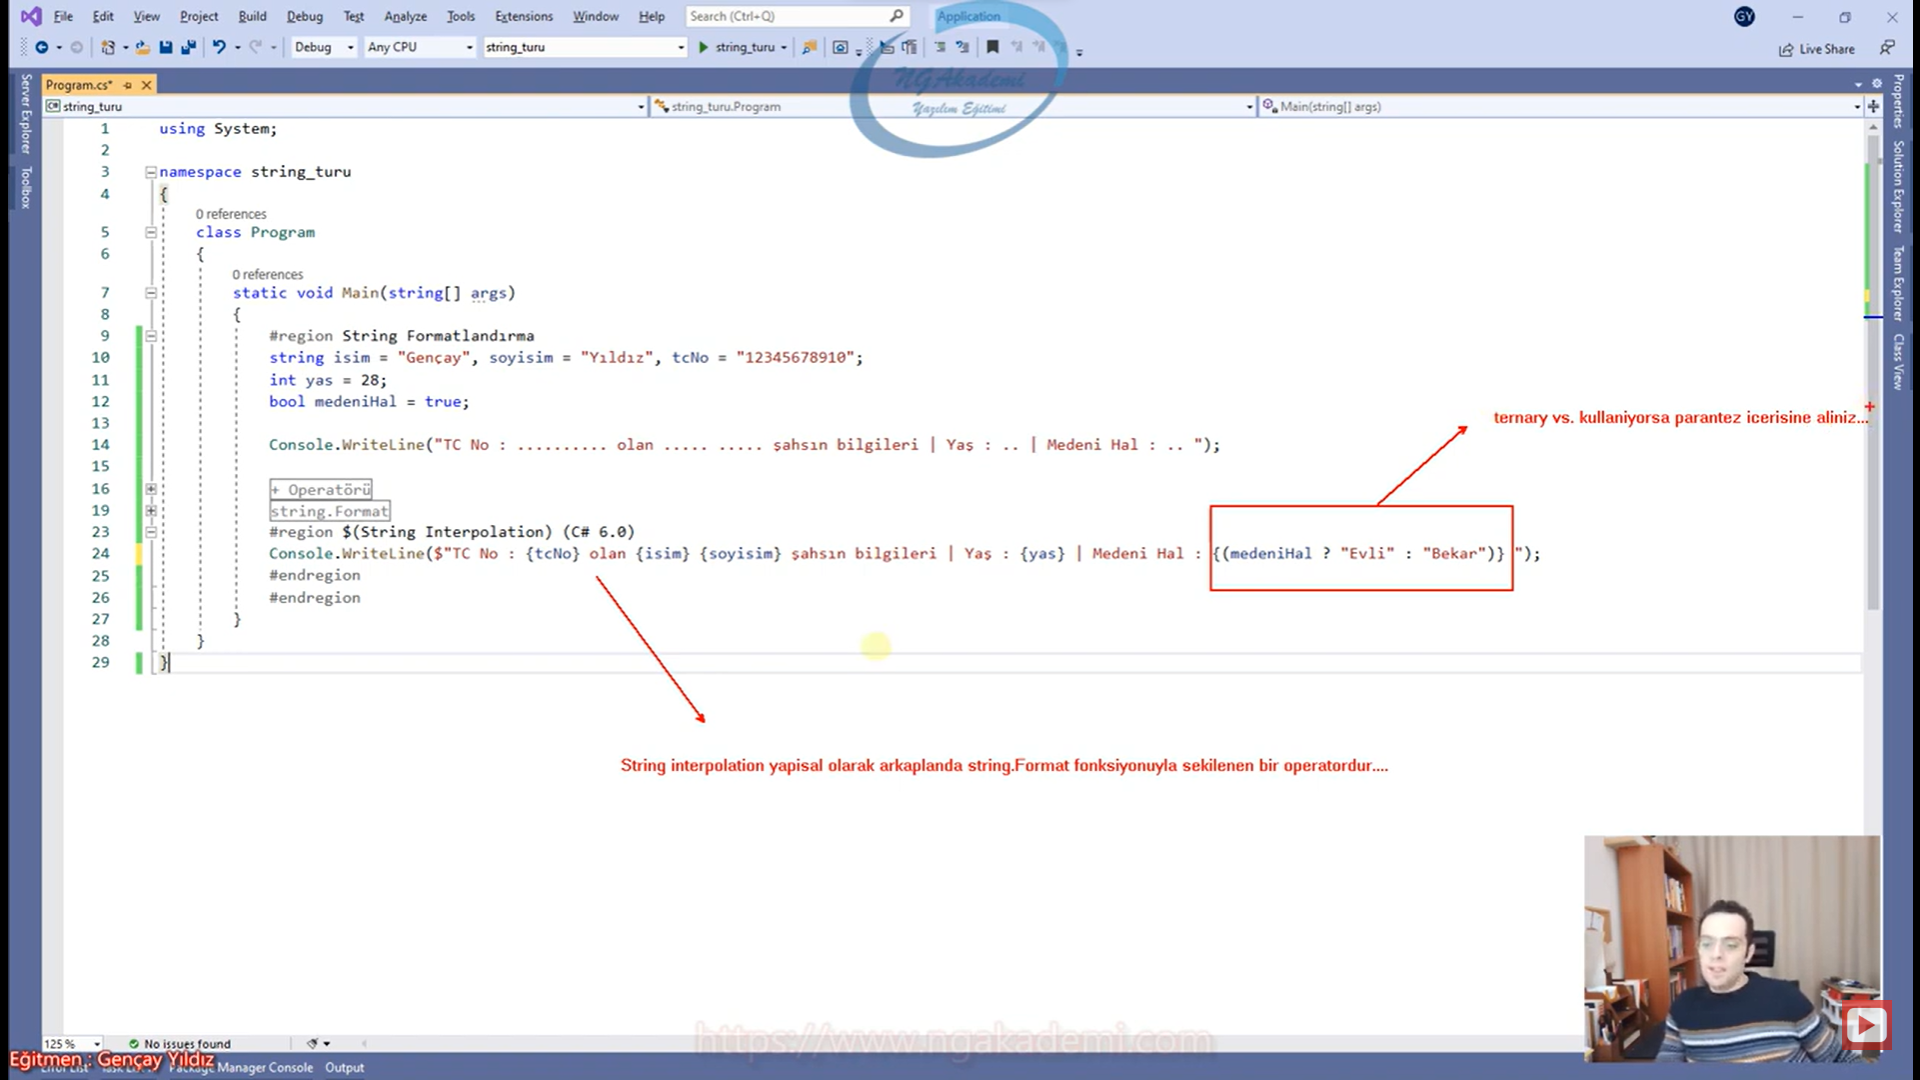 File Edit View Project Build Debug Test Analyze Tools Extensions Window Help Search (Ctrl+Q) Application GY
Debug Any CPU string_turu string_turu Live Share
NGAkademi
Yazılım Eğitimi
Program.cs*
string_turu string_turu.Program Main(string[] args)
Server Explorer
Toolbox
Properties
Solution Explorer
Team Explorer
Class View
1 using System;
2
3 namespace string_turu
4 {
0 references
5 class Program
6 {
0 references
7 static void Main(string[] args)
8 {
9 #region String Formatlandırma
10 string isim = "Gençay", soyisim = "Yıldız", tcNo = "12345678910";
11 int yas = 28;
12 bool medeniHal = true;
13
ternary vs. kullaniyorsa parantez icerisine aliniz...
14 Console.WriteLine("TC No : .......... olan ..... ..... şahsın bilgileri | Yaş : .. | Medeni Hal : .. ");
15
16 + Operatörü
19 string.Format
23 #region $(String Interpolation) (C# 6.0)
24 Console.WriteLine($"TC No : {tcNo} olan {isim} {soyisim} şahsın bilgileri | Yaş : {yas} | Medeni Hal : {(medeniHal ? "Evli" : "Bekar")} ");
25 #endregion
26 #endregion
27 }
28 }
29 }
String interpolation yapisal olarak arkaplanda string.Format fonksiyonuyla sekilenen bir operatordur....
https://www.ngakademi.com
125 % No issues found
Eğitmen : Gençay Yıldız
Package Manager Console Output